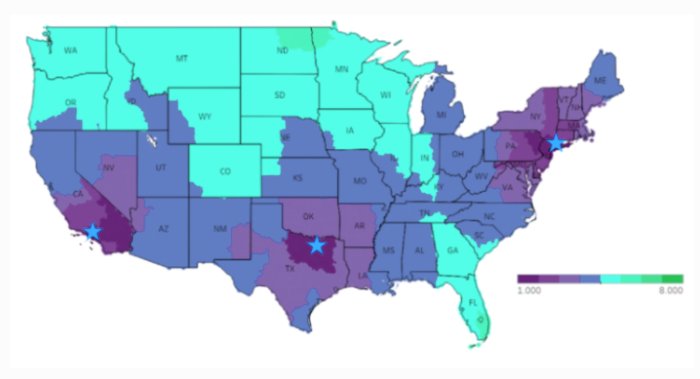 WA
MT
ND
MN
OR
ID
WY
SD
WI
MI
ME
VT
NH
NY
MA
PA
IA
NE
NV
UT
CO
KS
MO
IN
OH
WV
VA
KY
CA
AZ
NM
OK
AR
TN
NC
SC
TX
LA
MS
AL
GA
FL
1.000
8.000